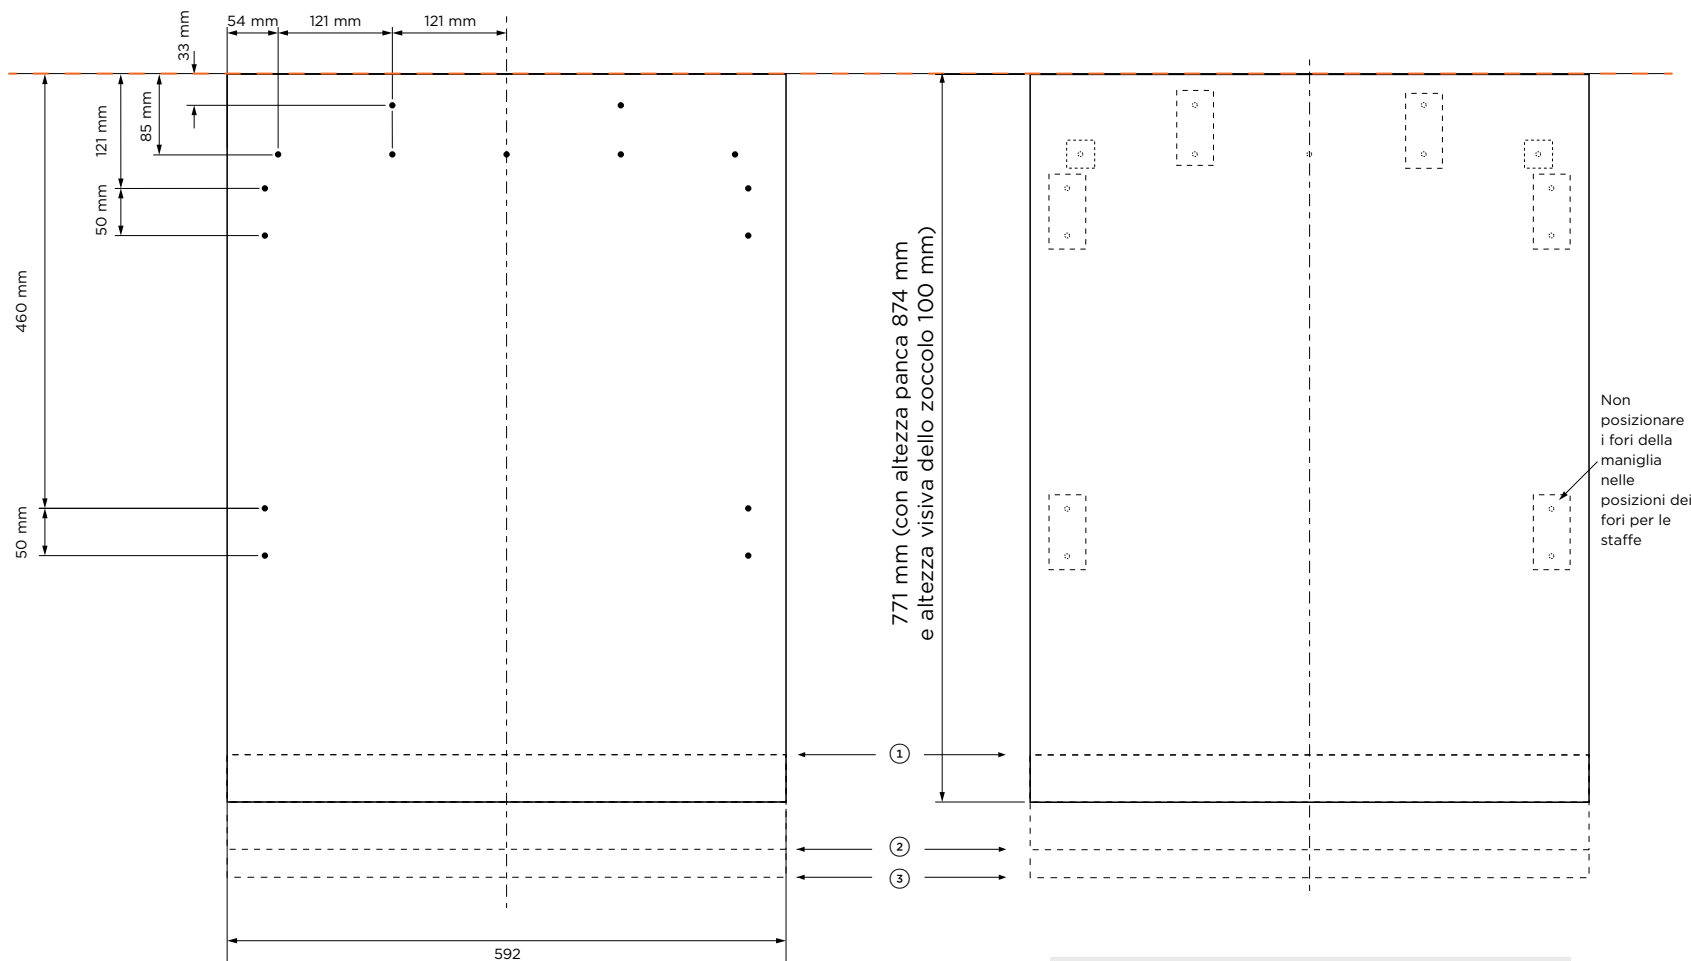 54 mm
121 mm
121 mm
33 mm
85 mm
121 mm
50 mm
460 mm
50 mm
771 mm (con altezza panca 874 mm
e altezza visiva dello zoccolo 100 mm)
Non
posizionare
i fori della
maniglia
nelle
posizioni dei
fori per le
staffe
1
2
3
592